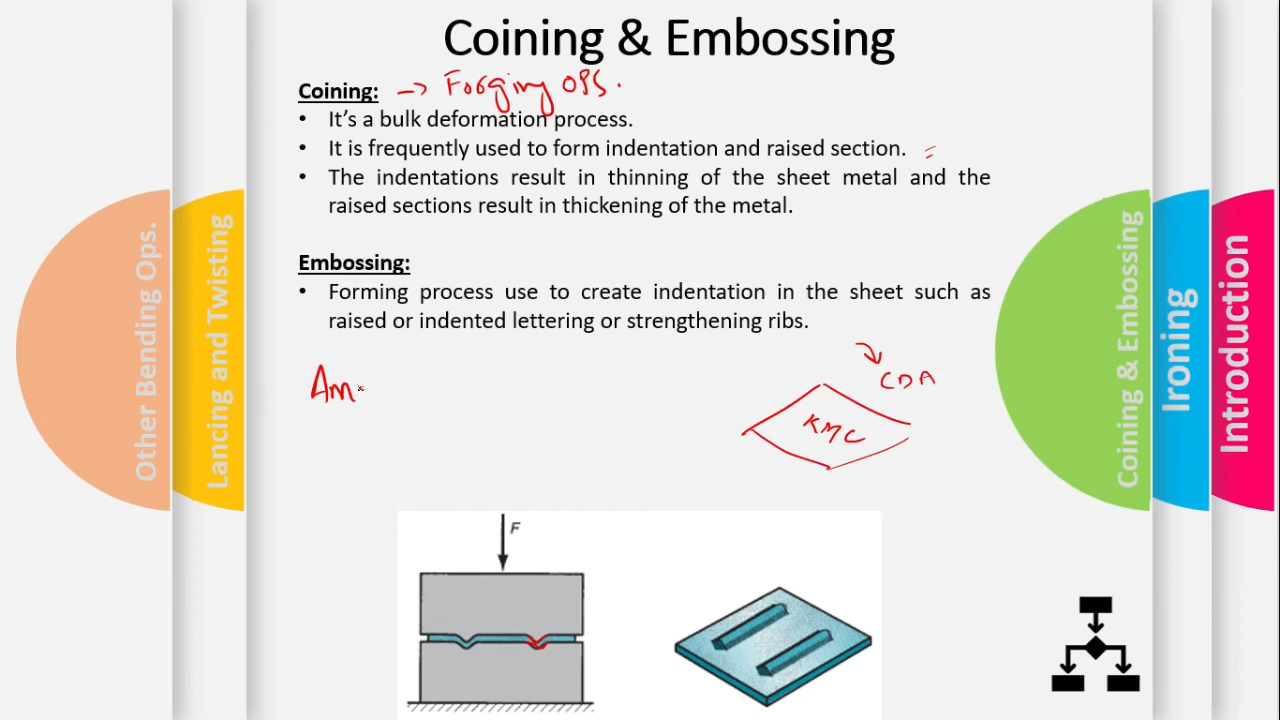 Coining & Embossing
Coining: -> Forging OPS.
• It's a bulk deformation process.
• It is frequently used to form indentation and raised section.
• The indentations result in thinning of the sheet metal and the
raised sections result in thickening of the metal.
Embossing:
• Forming process use to create indentation in the sheet such as
raised or indented lettering or strengthening ribs.
Am
CDA
KMC
F
Other Bending Ops.
Lancing and Twisting
Coining & Embossing
Ironing
Introduction